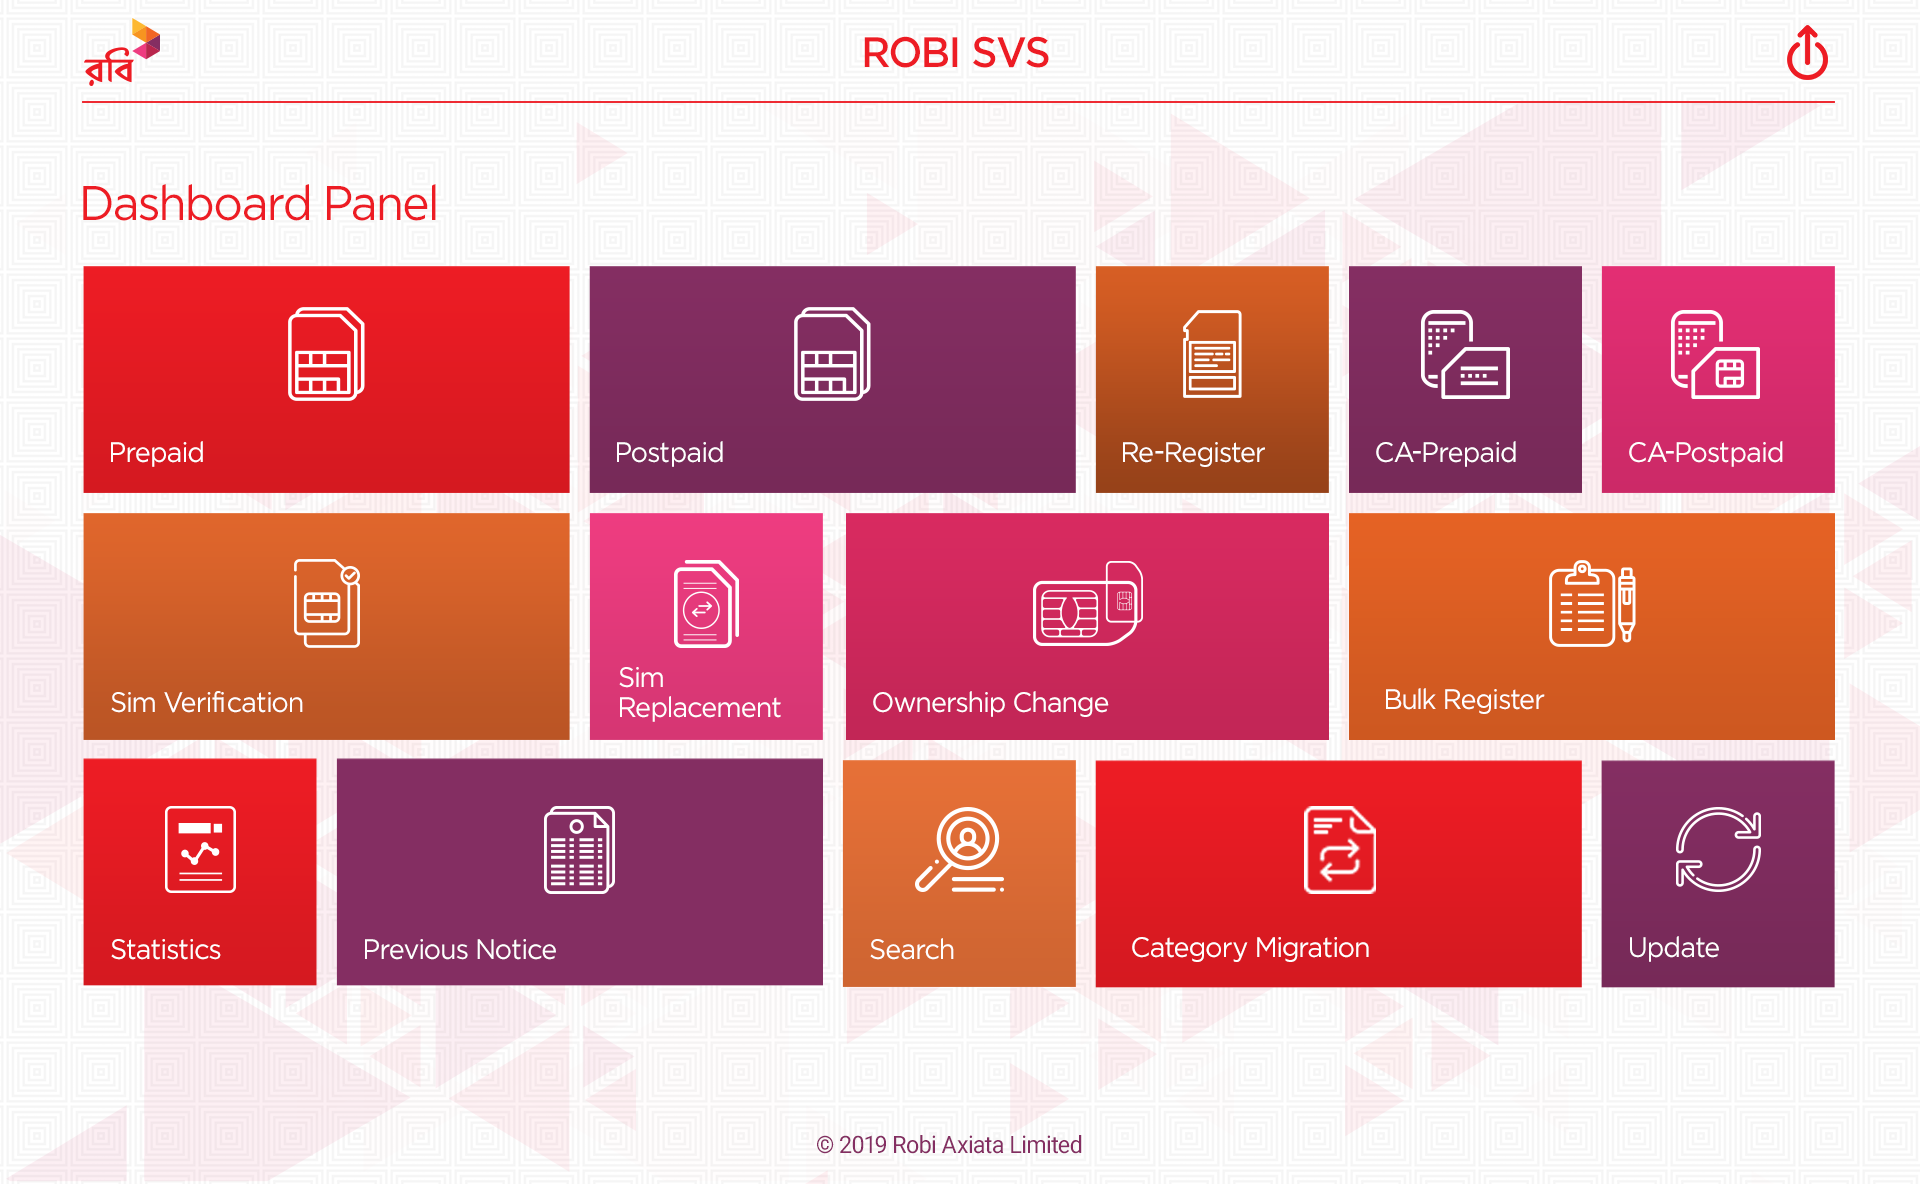 রবি
ROBI SVS
Dashboard Panel
Prepaid
Postpaid
Re-Register
CA-Prepaid
CA-Postpaid
Sim Verification
Sim
Replacement
Ownership Change
Bulk Register
Statistics
Previous Notice
Search
Category Migration
Update
© 2019 Robi Axiata Limited